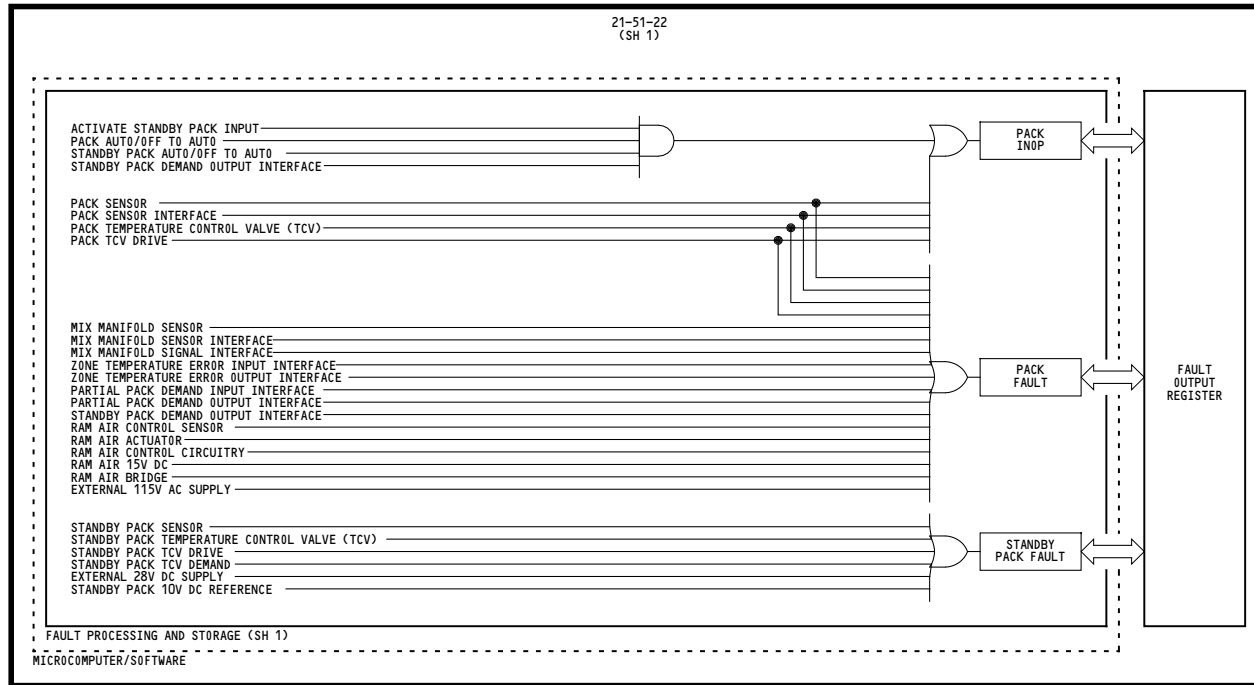 21-51-22
(SH 1)
ACTIVATE STANDBY PACK INPUT
PACK AUTO/OFF TO AUTO
STANDBY PACK AUTO/OFF TO AUTO
STANDBY PACK DEMAND OUTPUT INTERFACE
PACK
INOP
PACK SENSOR
PACK SENSOR INTERFACE
PACK TEMPERATURE CONTROL VALVE (TCV)
PACK TCV DRIVE
MIX MANIFOLD SENSOR
MIX MANIFOLD SENSOR INTERFACE
MIX MANIFOLD SIGNAL INTERFACE
ZONE TEMPERATURE ERROR INPUT INTERFACE
ZONE TEMPERATURE ERROR OUTPUT INTERFACE
PARTIAL PACK DEMAND INPUT INTERFACE
PARTIAL PACK DEMAND OUTPUT INTERFACE
STANDBY PACK DEMAND OUTPUT INTERFACE
RAM AIR CONTROL SENSOR
RAM AIR ACTUATOR
RAM AIR CONTROL CIRCUITRY
RAM AIR 15V DC
RAM AIR BRIDGE
EXTERNAL 115V AC SUPPLY
PACK
FAULT
FAULT
OUTPUT
REGISTER
STANDBY PACK SENSOR
STANDBY PACK TEMPERATURE CONTROL VALVE (TCV)
STANDBY PACK TCV DRIVE
STANDBY PACK TCV DEMAND
EXTERNAL 28V DC SUPPLY
STANDBY PACK 10V DC REFERENCE
STANDBY
PACK FAULT
FAULT PROCESSING AND STORAGE (SH 1)
MICROCOMPUTER/SOFTWARE